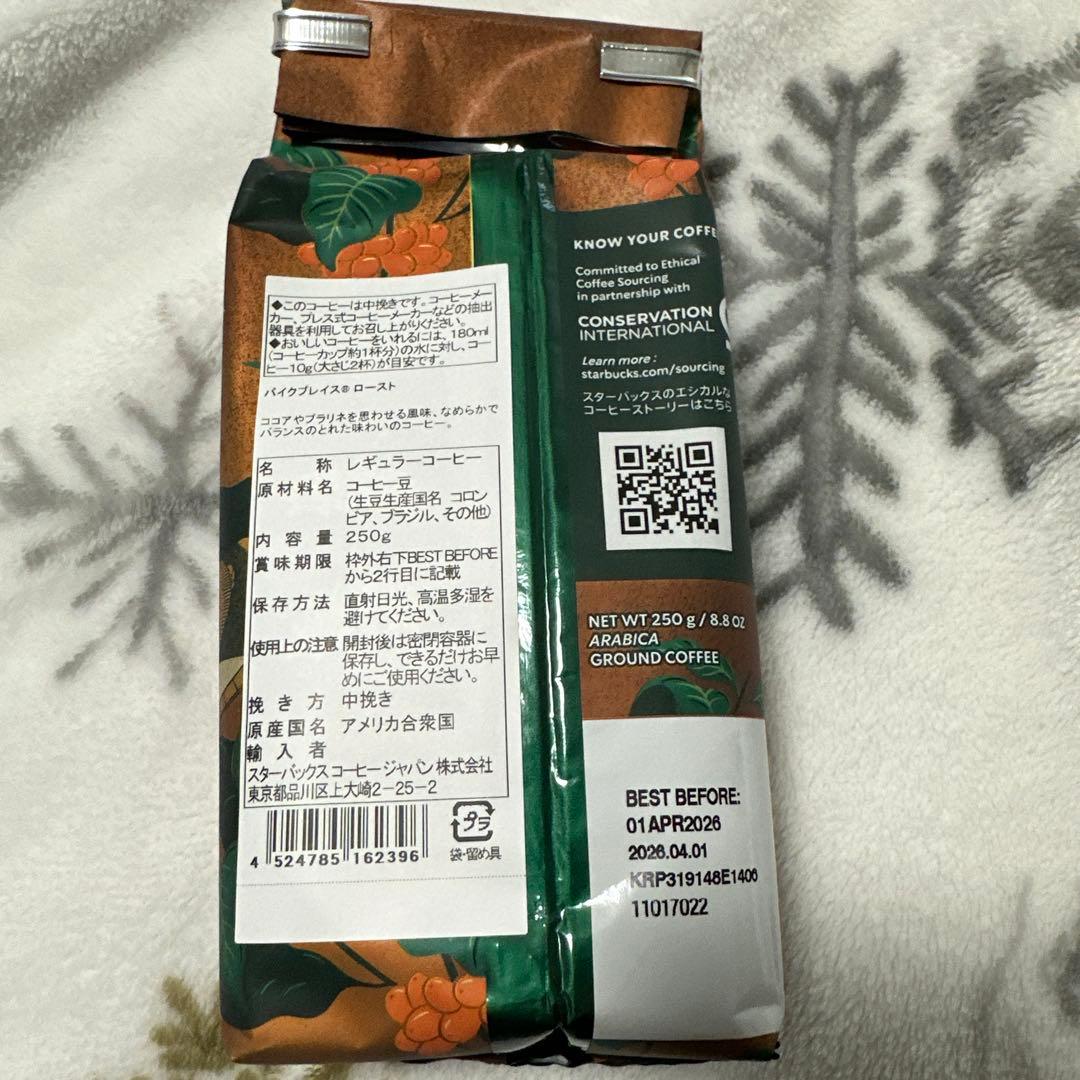 ◆このコーヒーは中挽きです。コーヒーメー
カー、プレス式コーヒーメーカーなどの抽出
器具を利用してお召し上がりください。
◆おいしいコーヒーをいれるには、180ml
(コーヒーカップ約1杯分)の水に対し、コー
ヒー10g(大さじ2杯)が目安です。
パイクプレイス® ロースト
ココアやプラリネを思わせる風味、なめらかで
バランスのとれた味わいのコーヒー。
名称 レギュラーコーヒー
原材料名 コーヒー豆
(生豆生産国名 コロン
ビア、ブラジル、その他)
内容量 250g
賞味期限 枠外右下BEST BEFORE
から2行目に記載
保存方法 直射日光、高温多湿を
避けてください。
使用上の注意 開封後は密閉容器に
保存し、できるだけお早
めにご使用ください。
挽き方 中挽き
原産国名 アメリカ合衆国
輸入者
スターバックス コーヒー ジャパン 株式会社
東京都品川区上大崎2-25-2
4 524785 162396
プラ
袋・留め具
KNOW YOUR COFFE
Committed to Ethical
Coffee Sourcing
in partnership with
CONSERVATION
INTERNATIONAL
Learn more:
starbucks.com/sourcing
スターバックスのエシカルな
コーヒーストーリーはこちら
NET WT 250 g / 8.8 OZ
ARABICA
GROUND COFFEE
BEST BEFORE:
01APR2026
2026.04.01
KRP319146E1406
11017022